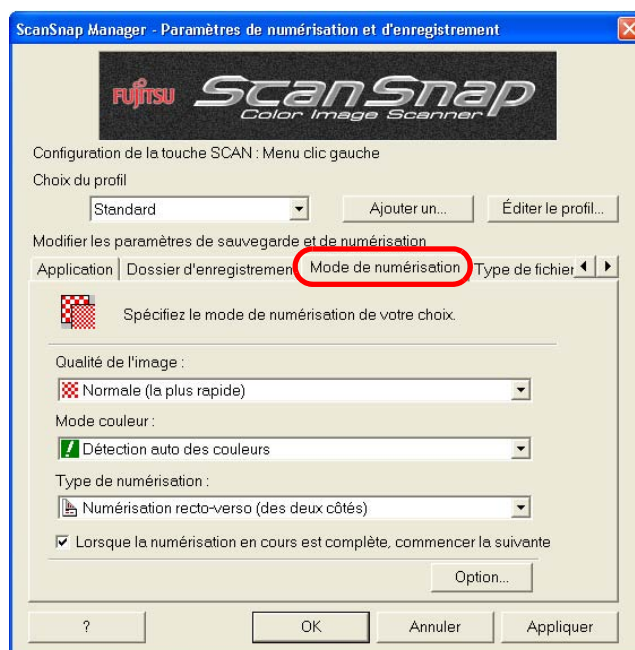 ScanSnap Manager - Paramètres de numérisation et d'enregistrement
FUJITSU ScanSnap
Color Image Scanner
Configuration de la touche SCAN : Menu clic gauche
Choix du profil
Standard Ajouter un... Éditer le profil...
Modifier les paramètres de sauvegarde et de numérisation
Application Dossier d'enregistremen Mode de numérisation Type de fichier
Spécifiez le mode de numérisation de votre choix.
Qualité de l'image :
Normale (la plus rapide)
Mode couleur :
Détection auto des couleurs
Type de numérisation :
Numérisation recto-verso (des deux côtés)
Lorsque la numérisation en cours est complète, commencer la suivante
Option...
? OK Annuler Appliquer